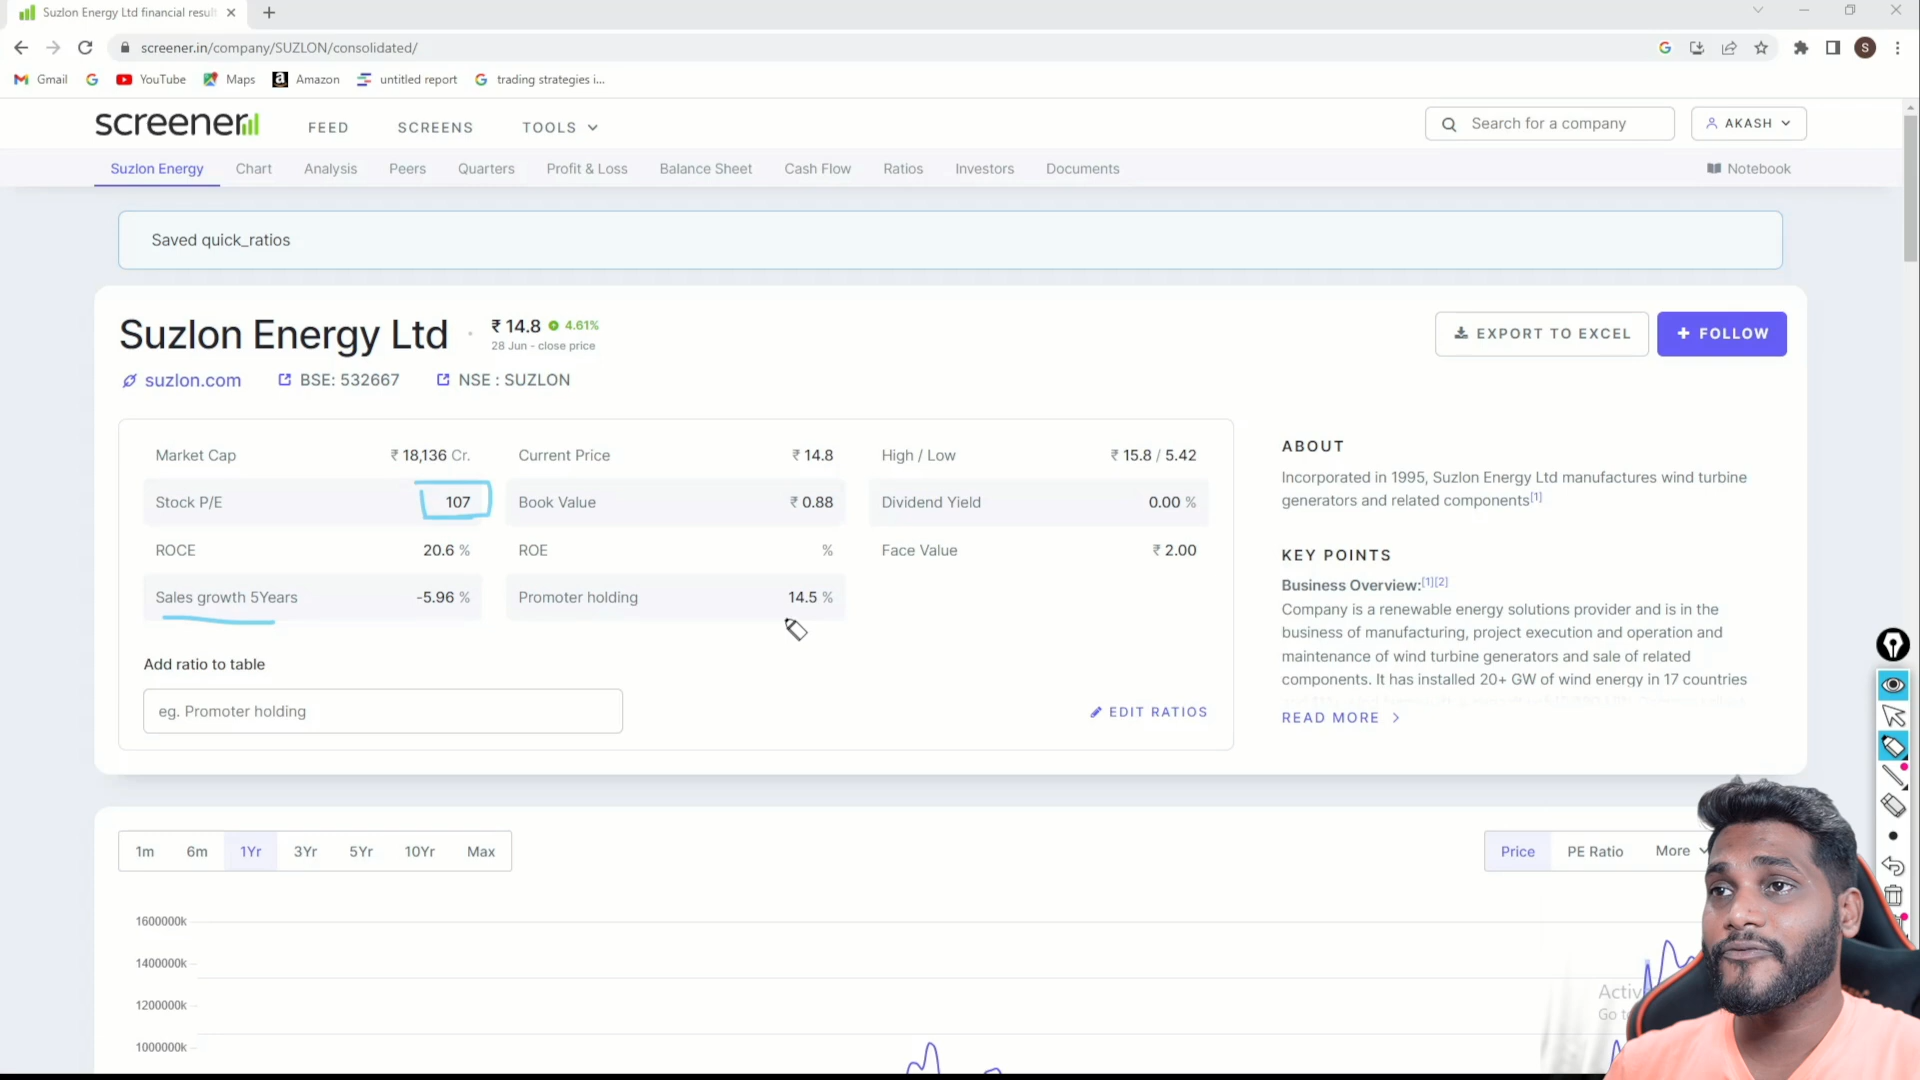 Suzlon Energy Ltd financial result
screener.in/company/SUZLON/consolidated/
S
Gmail
YouTube
Maps
Amazon
untitled report
trading strategies i...
screener
FEED
SCREENS
TOOLS
Search for a company
AKASH
Suzlon Energy
Chart
Analysis
Peers
Quarters
Profit & Loss
Balance Sheet
Cash Flow
Ratios
Investors
Documents
Notebook
Saved quick_ratios
Suzlon Energy Ltd
₹ 14.8 4.61%
28 Jun - close price
EXPORT TO EXCEL
+ FOLLOW
suzlon.com
BSE: 532667
NSE : SUZLON
Market Cap ₹ 18,136 Cr.
Current Price ₹ 14.8
High / Low ₹ 15.8 / 5.42
Stock P/E 107
Book Value ₹ 0.88
Dividend Yield 0.00 %
ROCE 20.6 %
ROE %
Face Value ₹ 2.00
Sales growth 5Years -5.96 %
Promoter holding 14.5 %
Add ratio to table
eg. Promoter holding
EDIT RATIOS
ABOUT
Incorporated in 1995, Suzlon Energy Ltd manufactures wind turbine
generators and related components[1]
KEY POINTS
Business Overview:[1][2]
Company is a renewable energy solutions provider and is in the
business of manufacturing, project execution and operation and
maintenance of wind turbine generators and sale of related
components. It has installed 20+ GW of wind energy in 17 countries
READ MORE
1m
6m
1Yr
3Yr
5Yr
10Yr
Max
Price
PE Ratio
More
1600000k
1400000k
1200000k
1000000k